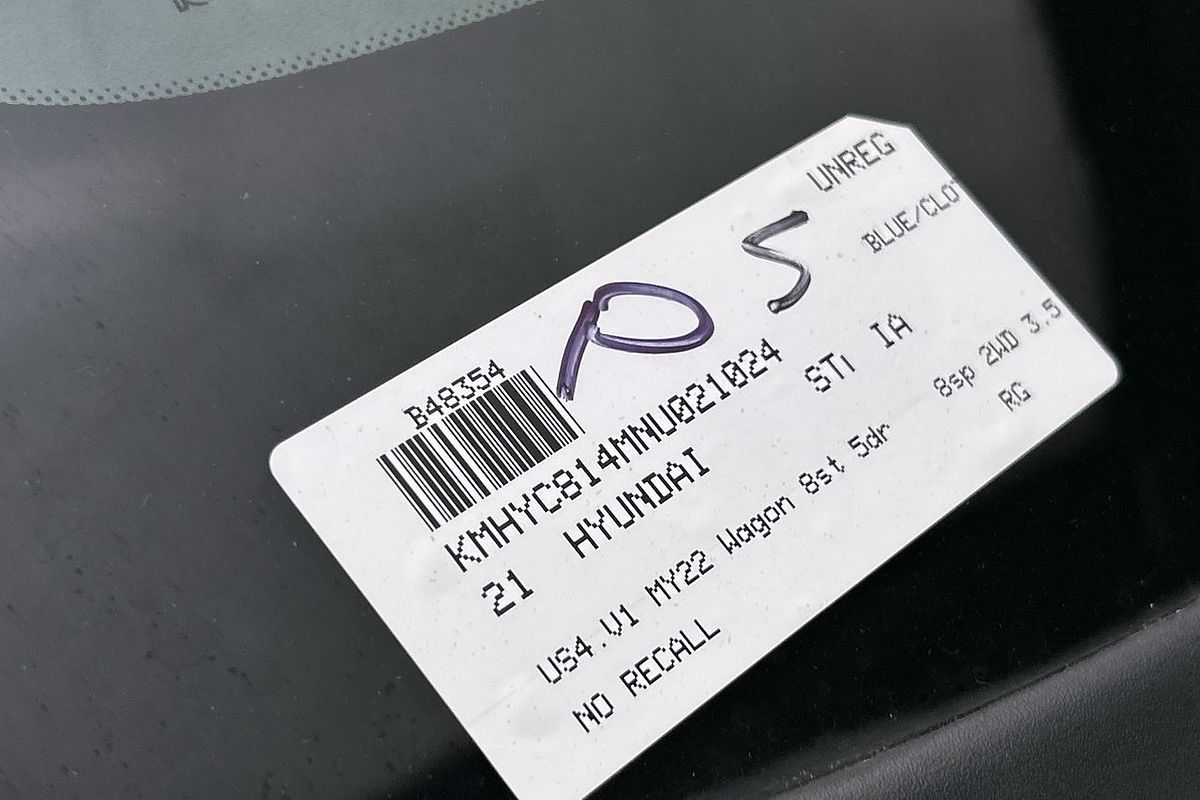 UNREG
P S
BLUE/CLO
B48354
KMHYC814MNU021024
STi IA
21 HYUNDAI
8sp 2WD 3.5
US4.V1 MY22 Wagon 8st 5dr
RG
NO RECALL